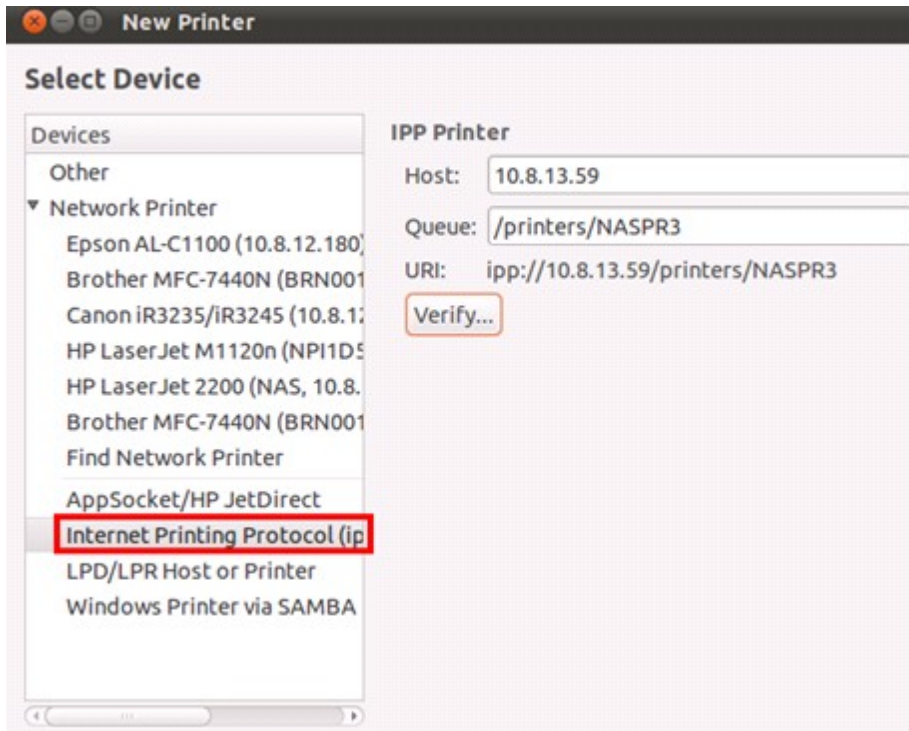 New Printer
Select Device
Devices
Other
Network Printer
Epson AL-C1100 (10.8.12.180)
Brother MFC-7440N (BRN001
Canon iR3235/iR3245 (10.8.12
HP LaserJet M1120n (NPI1D5
HP LaserJet 2200 (NAS, 10.8.
Brother MFC-7440N (BRN001
Find Network Printer
AppSocket/HP JetDirect
Internet Printing Protocol (ip
LPD/LPR Host or Printer
Windows Printer via SAMBA
IPP Printer
Host: 10.8.13.59
Queue: /printers/NASPR3
URI: ipp://10.8.13.59/printers/NASPR3
Verify...